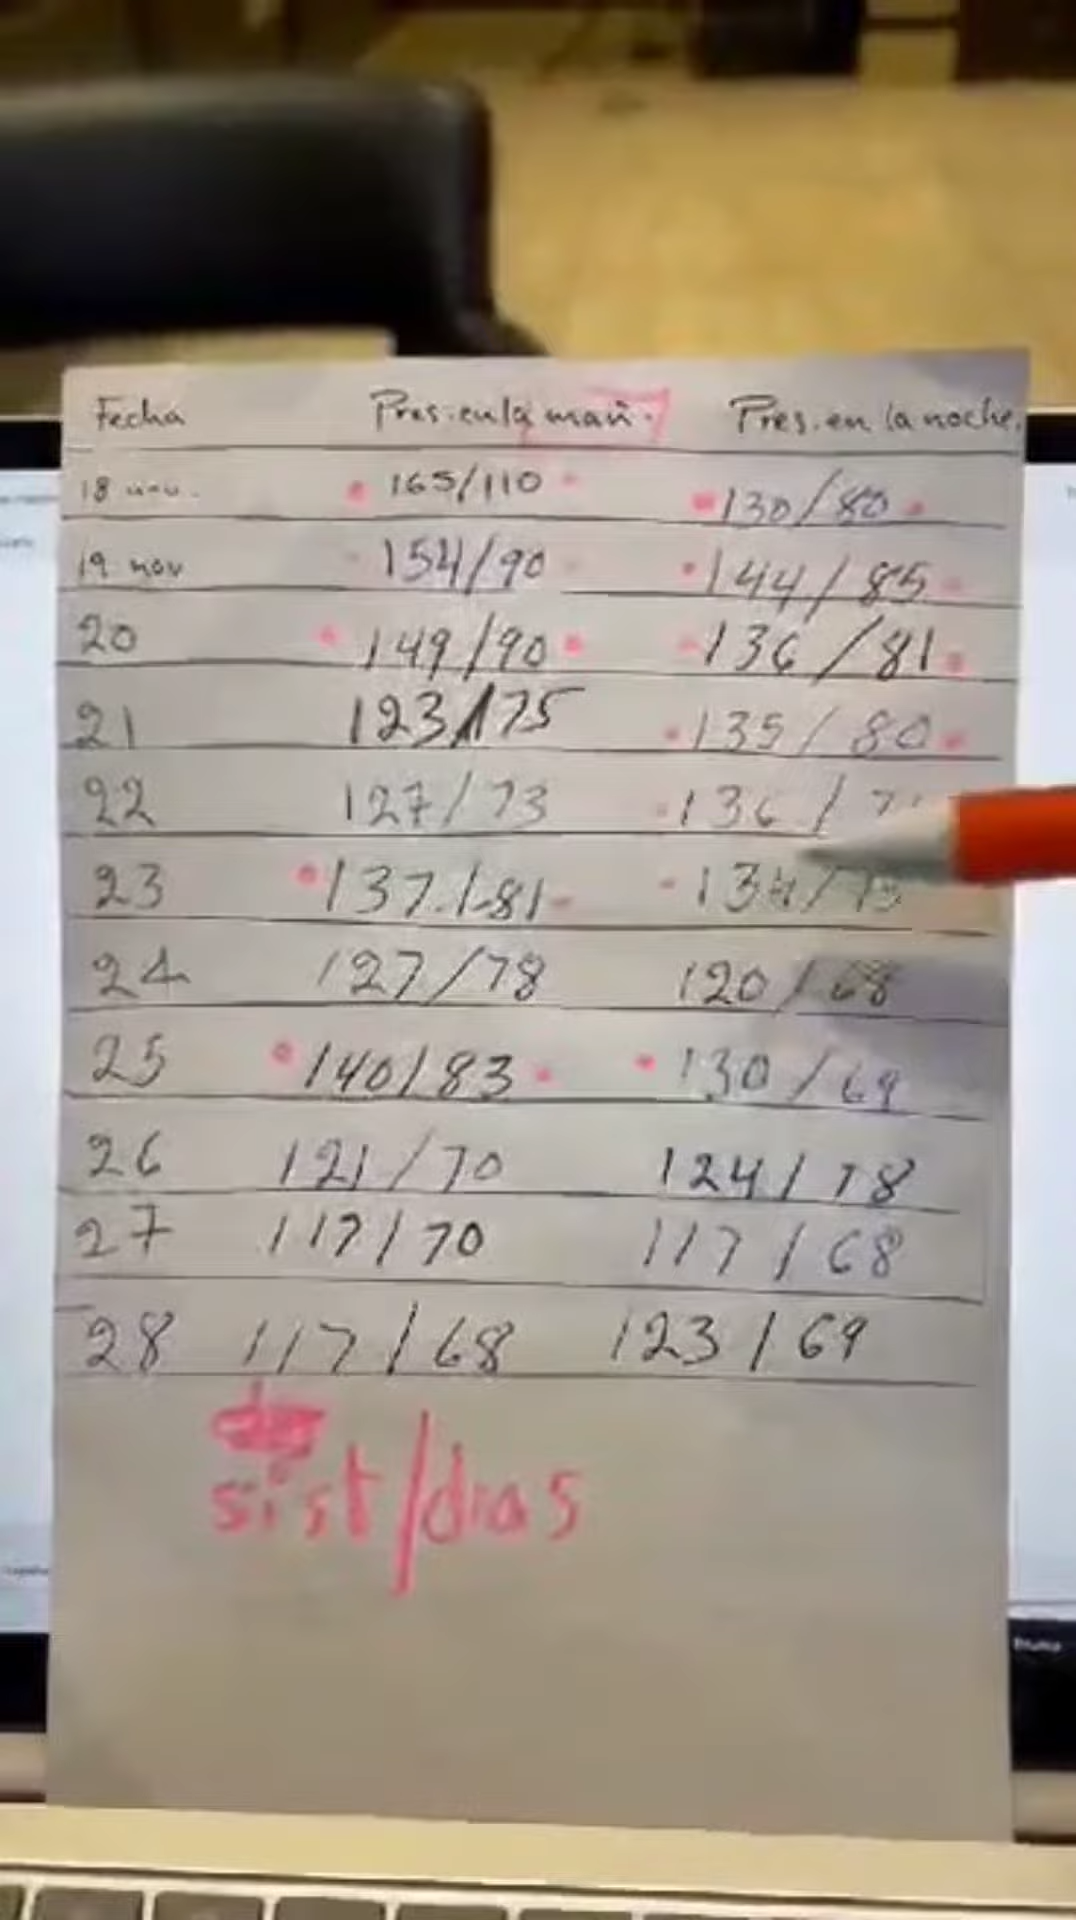 Fecha Pres. en la mañ. Pres. en la noche.
18 nov. 165/110 130/80
19 nov 154/90 144/85
20 149/90 136/81
21 123/75 135/80
22 127/73 136/
23 137/81 134/75
24 127/78 120/68
25 140/83 130/69
26 121/70 124/78
27 117/70 117/68
28 117/68 123/69
sist/dias